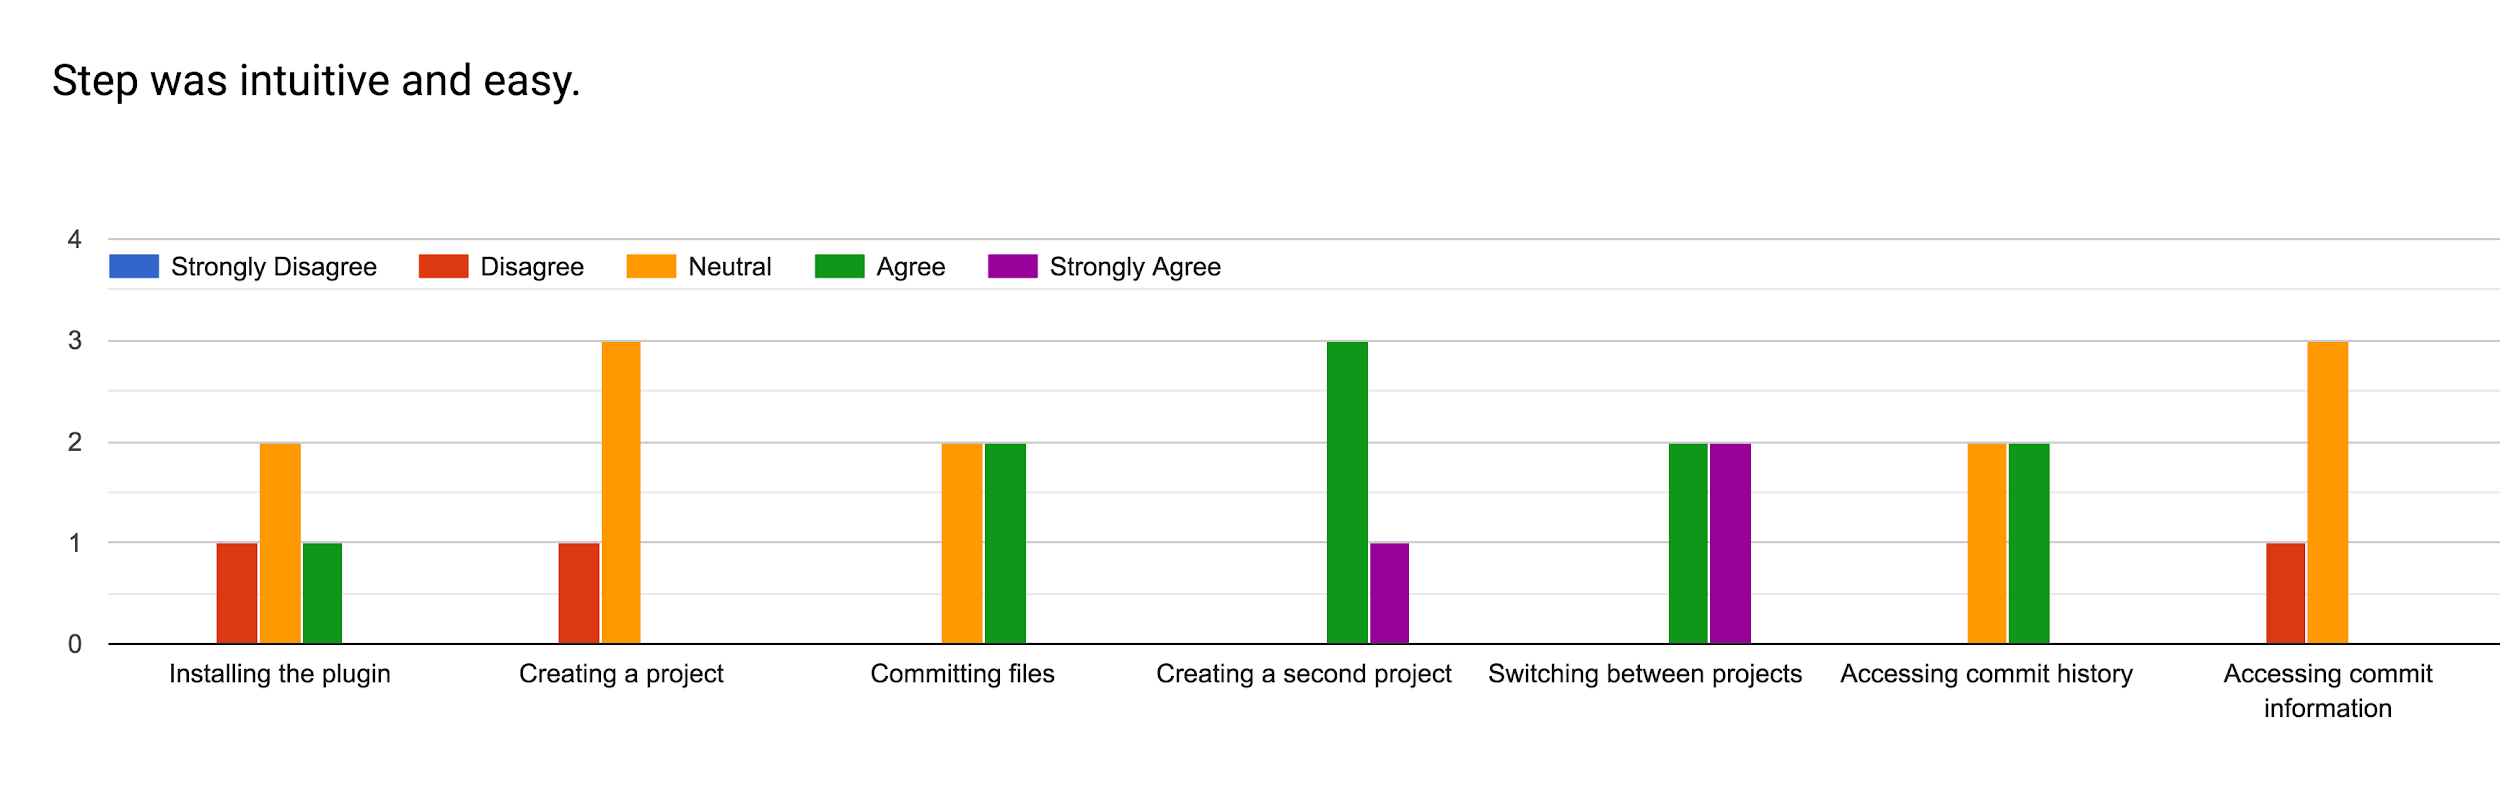 Step was intuitive and easy.
4
Strongly Disagree Disagree Neutral Agree Strongly Agree
3
2
1
0
Installing the plugin Creating a project Committing files Creating a second project Switching between projects Accessing commit history Accessing commit
information